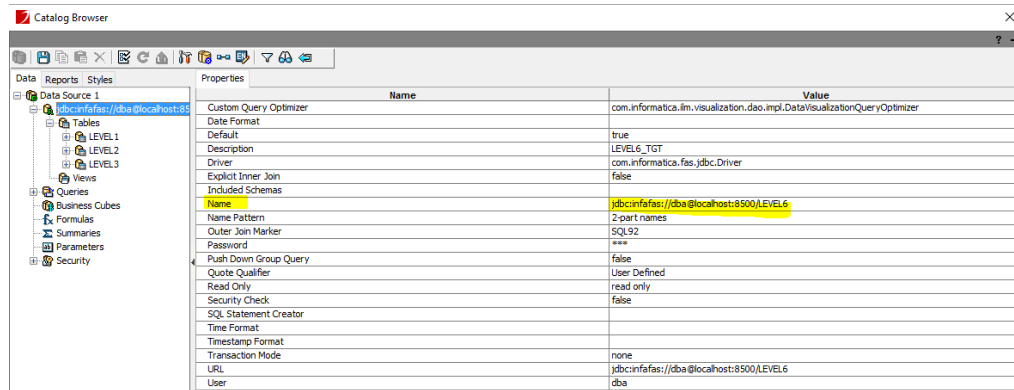 Catalog Browser
? -
Data Reports Styles
Properties
Data Source 1
jdbc:infafas://dba@localhost:85
Tables
LEVEL1
LEVEL2
LEVEL3
Views
Queries
Business Cubes
Formulas
Summaries
Parameters
Security
Name Value
Custom Query Optimizer com.informatica.ilm.visualization.dao.impl.DataVisualizationQueryOptimizer
Date Format
Default true
Description LEVEL6_TGT
Driver com.informatica.fas.jdbc.Driver
Explicit Inner Join false
Included Schemas
Name jdbc:infafas://dba@localhost:8500/LEVEL6
Name Pattern 2-part names
Outer Join Marker SQL92
Password ***
Push Down Group Query false
Quote Qualifier User Defined
Read Only read only
Security Check false
SQL Statement Creator
Time Format
Timestamp Format
Transaction Mode none
URL jdbc:infafas://dba@localhost:8500/LEVEL6
User dba